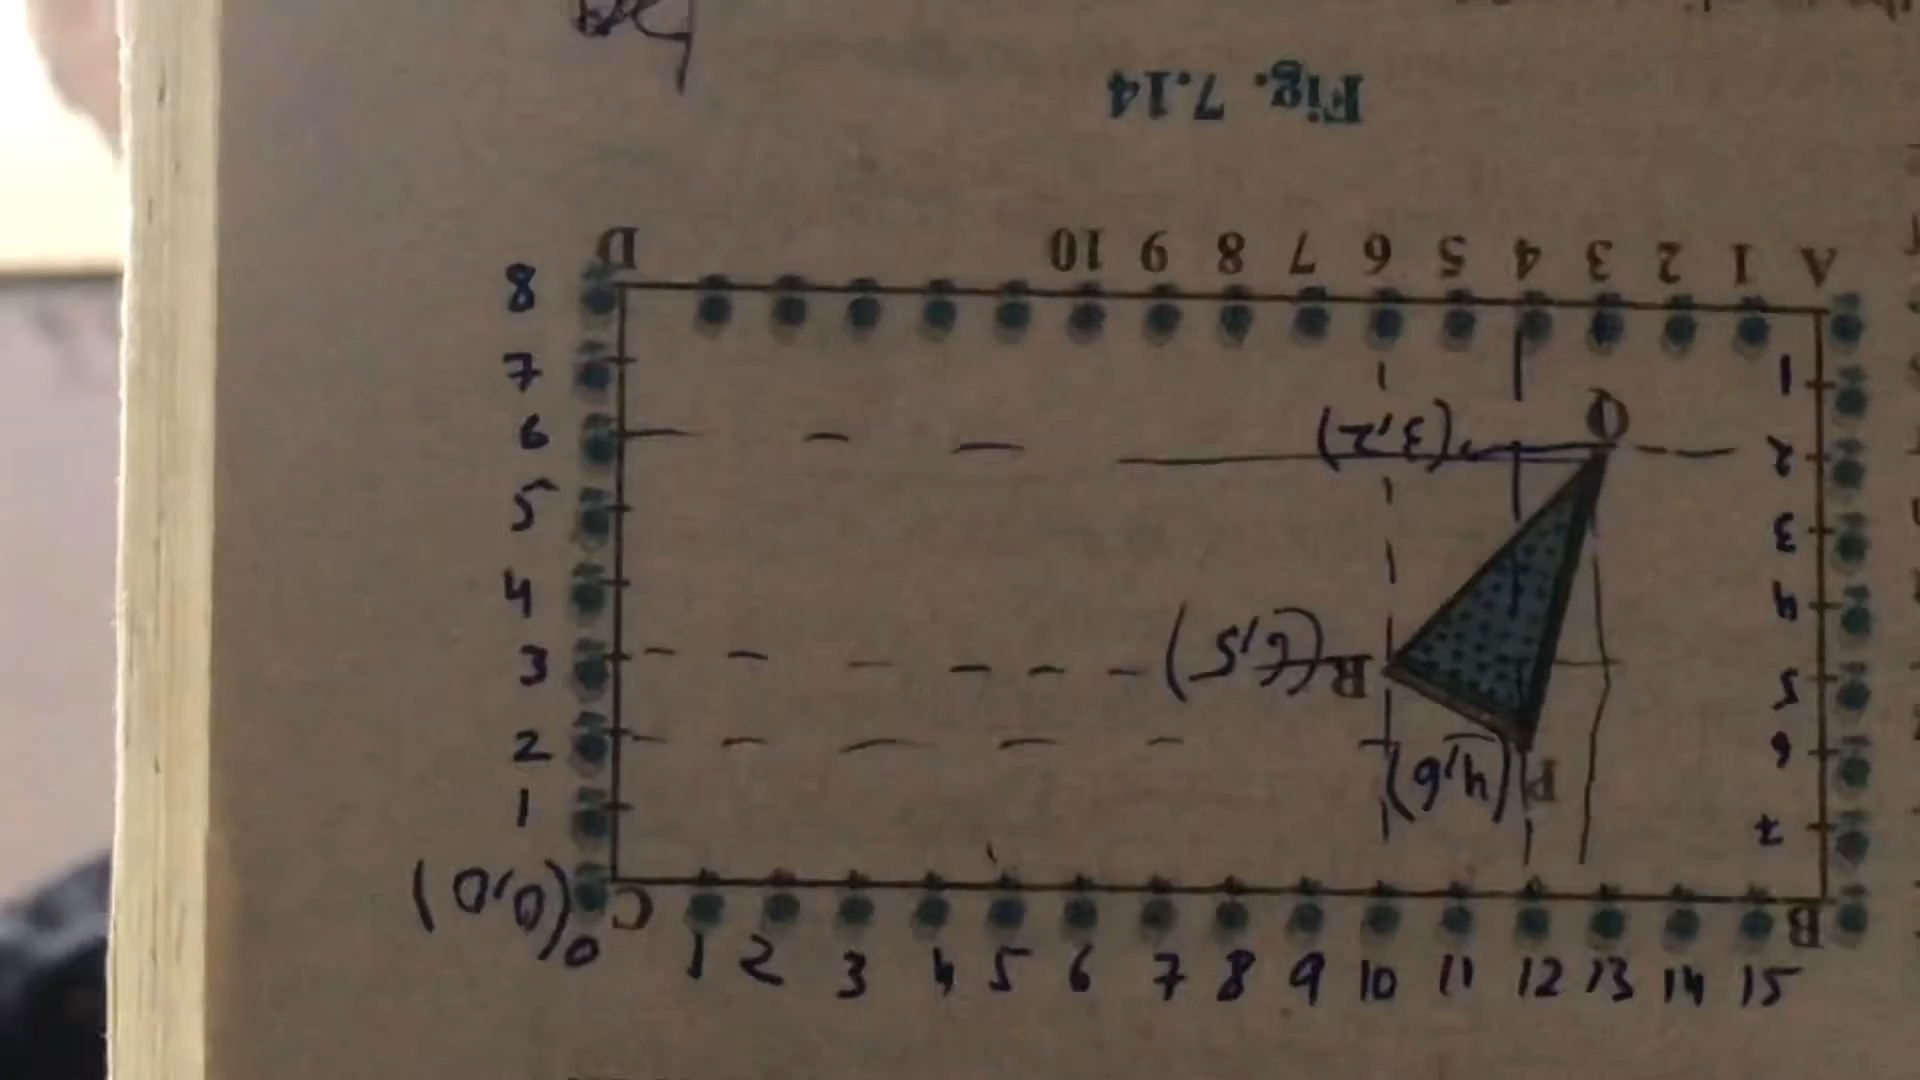 Fig. 7.14
D 10 9 8 7 6 5 4 3 2 1 A
8
7
6
5
4
3
2
1
(0,0)
1
2
3
4
5
6
7
Q (3,2)
R (6,5)
P (4,6)
C
B
0 1 2 3 4 5 6 7 8 9 10 11 12 13 14 15